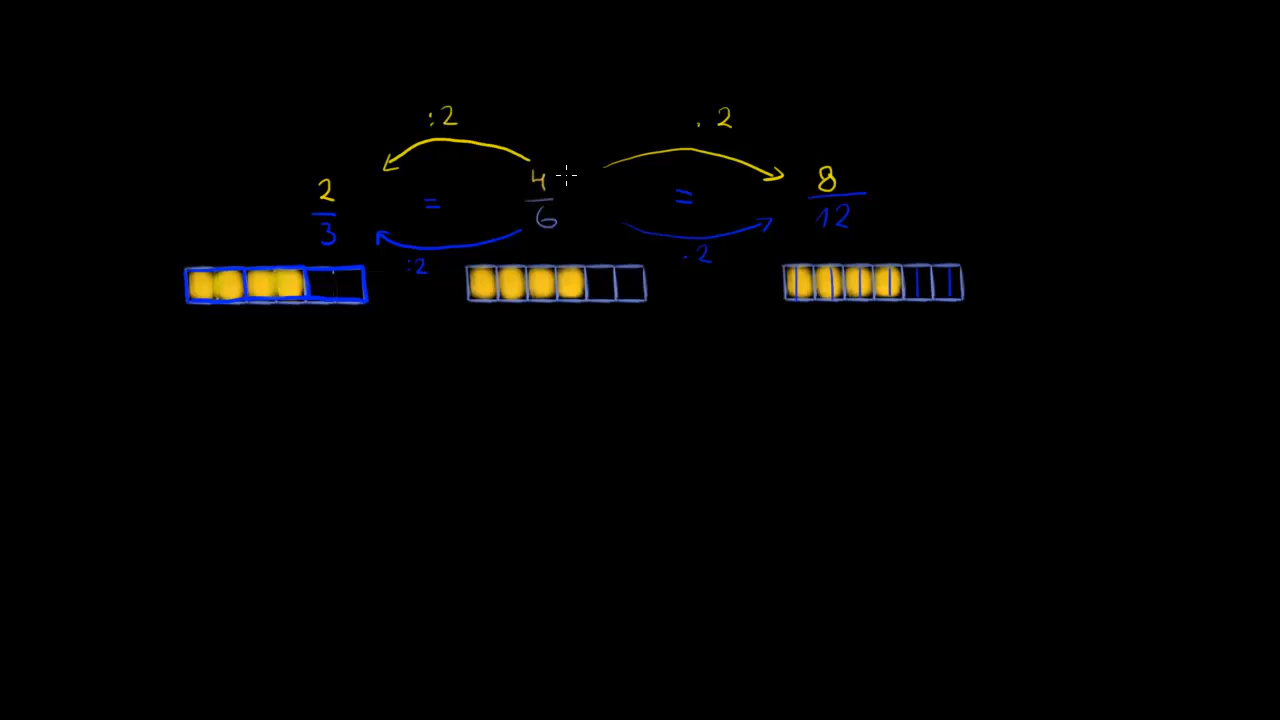 :2 . 2
2/3 = 4/6 = 8/12
:2 . 2